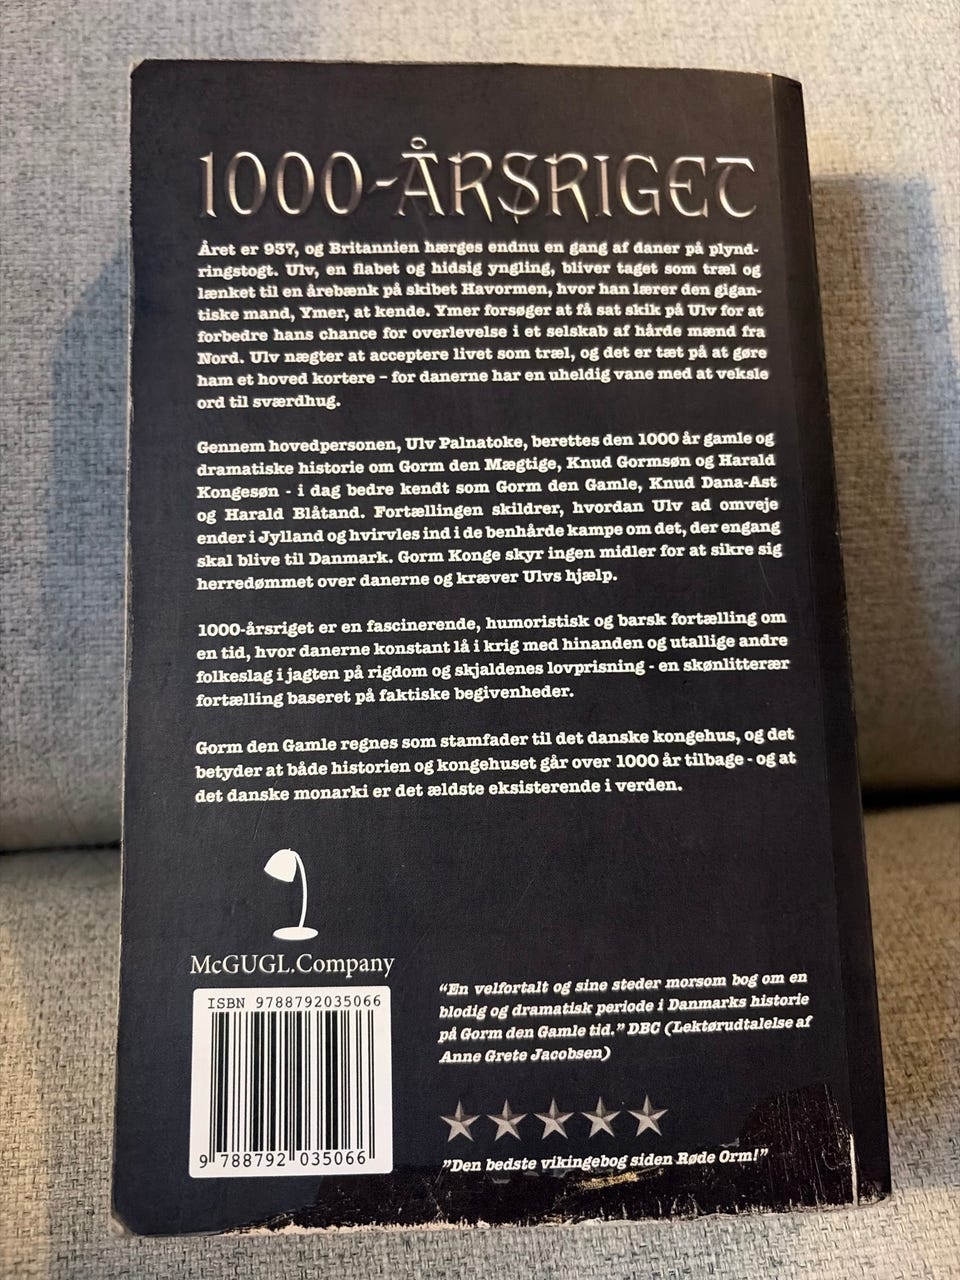 1000-ÅRSRIGET
Året er 937, og Britannien hærges endnu en gang af daner på plynd-
ringstogt. Ulv, en flabet og hidsig yngling, bliver taget som træl og
lænket til en årebænk på skibet Havormen, hvor han lærer den gigan-
tiske mand, Ymer, at kende. Ymer forsøger at få sat skik på Ulv for at
forbedre hans chance for overlevelse i et selskab af hårde mænd fra
Nord. Ulv nægter at acceptere livet som træl, og det er tæt på at gøre
ham et hoved kortere – for danerne har en uheldig vane med at veksle
ord til sværdhug.
Gennem hovedpersonen, Ulv Palnatoke, berettes den 1000 år gamle og
dramatiske historie om Gorm den Mægtige, Knud Gormsøn og Harald
Kongesøn - i dag bedre kendt som Gorm den Gamle, Knud Dana-Ast
og Harald Blåtand. Fortællingen skildrer, hvordan Ulv ad omveje
ender i Jylland og hvirvles ind i de benhårde kampe om det, der engang
skal blive til Danmark. Gorm Konge skyr ingen midler for at sikre sig
herredømmet over danerne og kræver Ulvs hjælp.
1000-årsriget er en fascinerende, humoristisk og barsk fortælling om
en tid, hvor danerne konstant lå i krig med hinanden og utallige andre
folkeslag i jagten på rigdom og skjaldenes lovprisning - en skønlitterær
fortælling baseret på faktiske begivenheder.
Gorm den Gamle regnes som stamfader til det danske kongehus, og det
betyder at både historien og kongehuset går over 1000 år tilbage - og at
det danske monarki er det ældste eksisterende i verden.
McGUGL.Company
ISBN 9788792035066
9 788792 035066
"En velfortalt og sine steder morsom bog om en
blodig og dramatisk periode i Danmarks historie
på Gorm den Gamle tid." DBC (Lektørudtalelse af
Anne Grete Jacobsen)
"Den bedste vikingebog siden Røde Orm!"